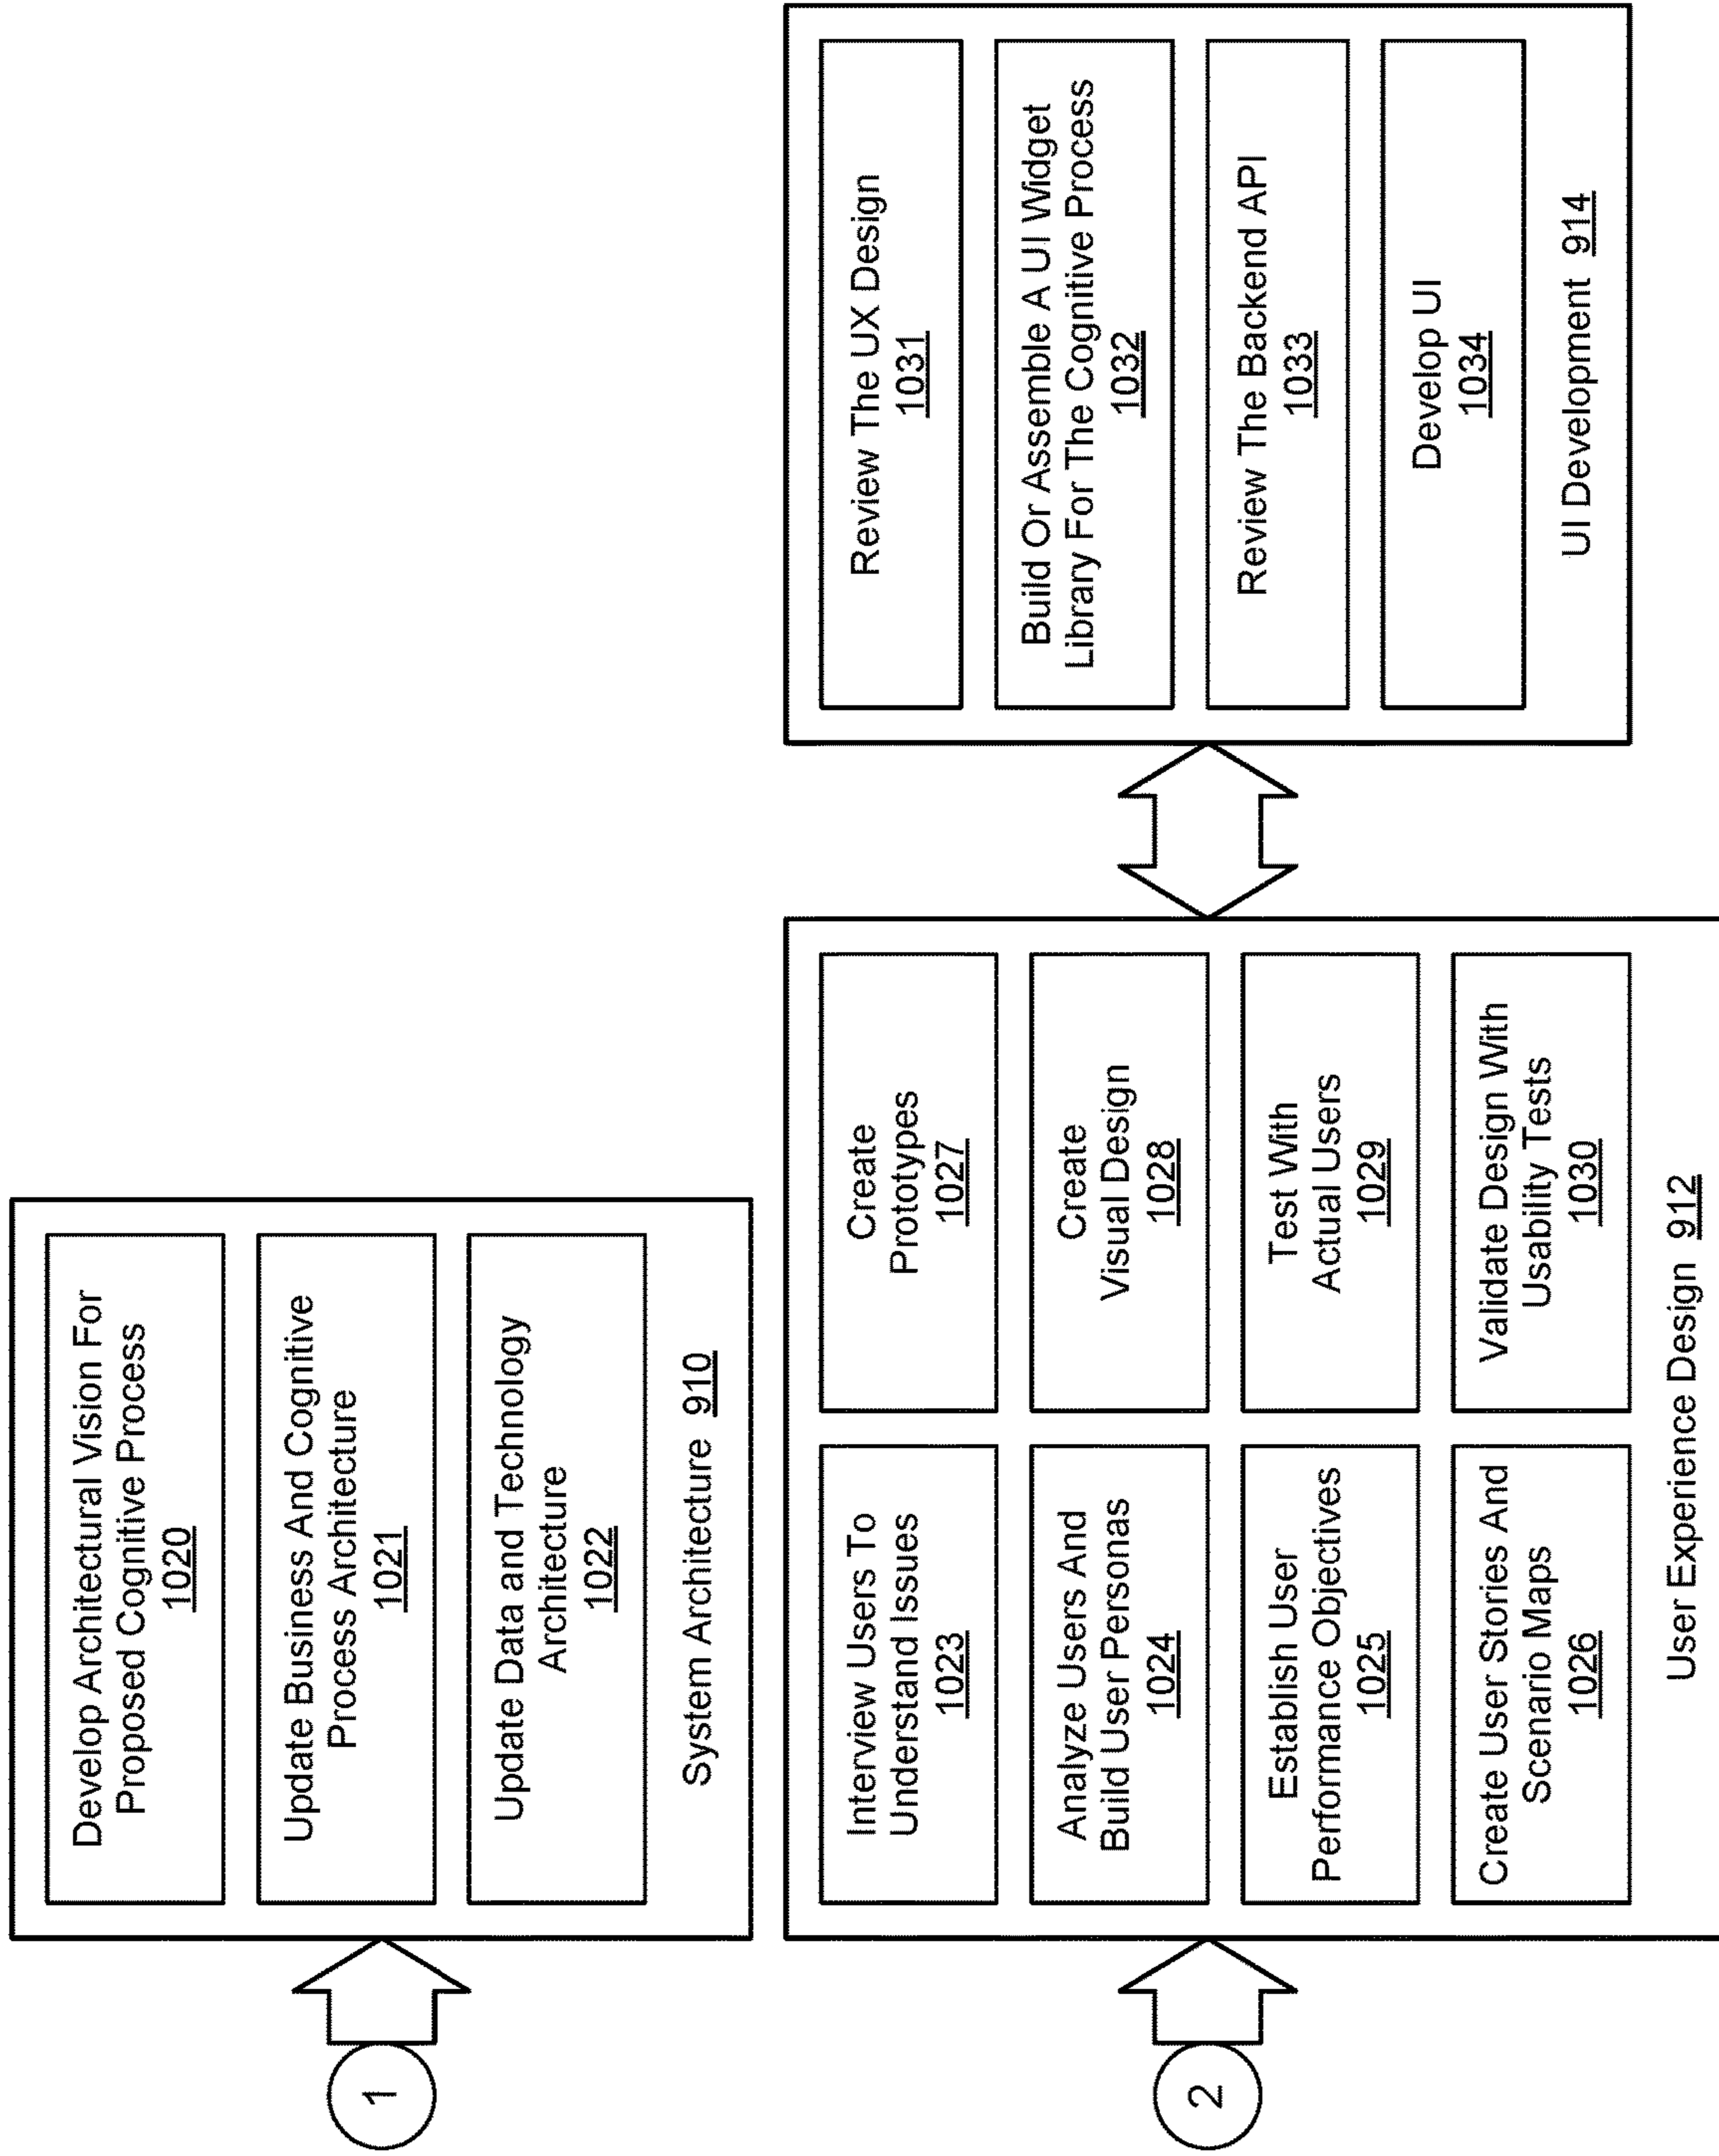 1
Develop Architectural Vision For
Proposed Cognitive Process
1020
Update Business And Cognitive
Process Architecture
1021
Update Data and Technology
Architecture
1022
System Architecture 910
2
Interview Users To
Understand Issues
1023
Analyze Users And
Build User Personas
1024
Establish User
Performance Objectives
1025
Create User Stories And
Scenario Maps
1026
Create
Prototypes
1027
Create
Visual Design
1028
Test With
Actual Users
1029
Validate Design With
Usability Tests
1030
User Experience Design 912
Review The UX Design
1031
Build Or Assemble A UI Widget
Library For The Cognitive Process
1032
Review The Backend API
1033
Develop UI
1034
UI Development 914